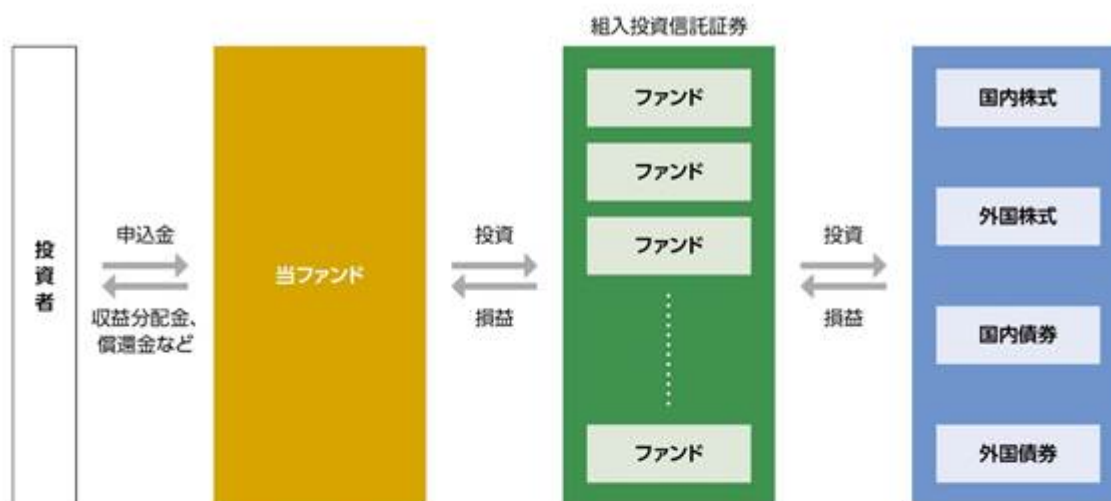 組入投資信託証券
投資者
申込金
収益分配金、
償還金など
当ファンド
投資
損益
ファンド
ファンド
ファンド
ファンド
投資
損益
国内株式
外国株式
国内債券
外国債券